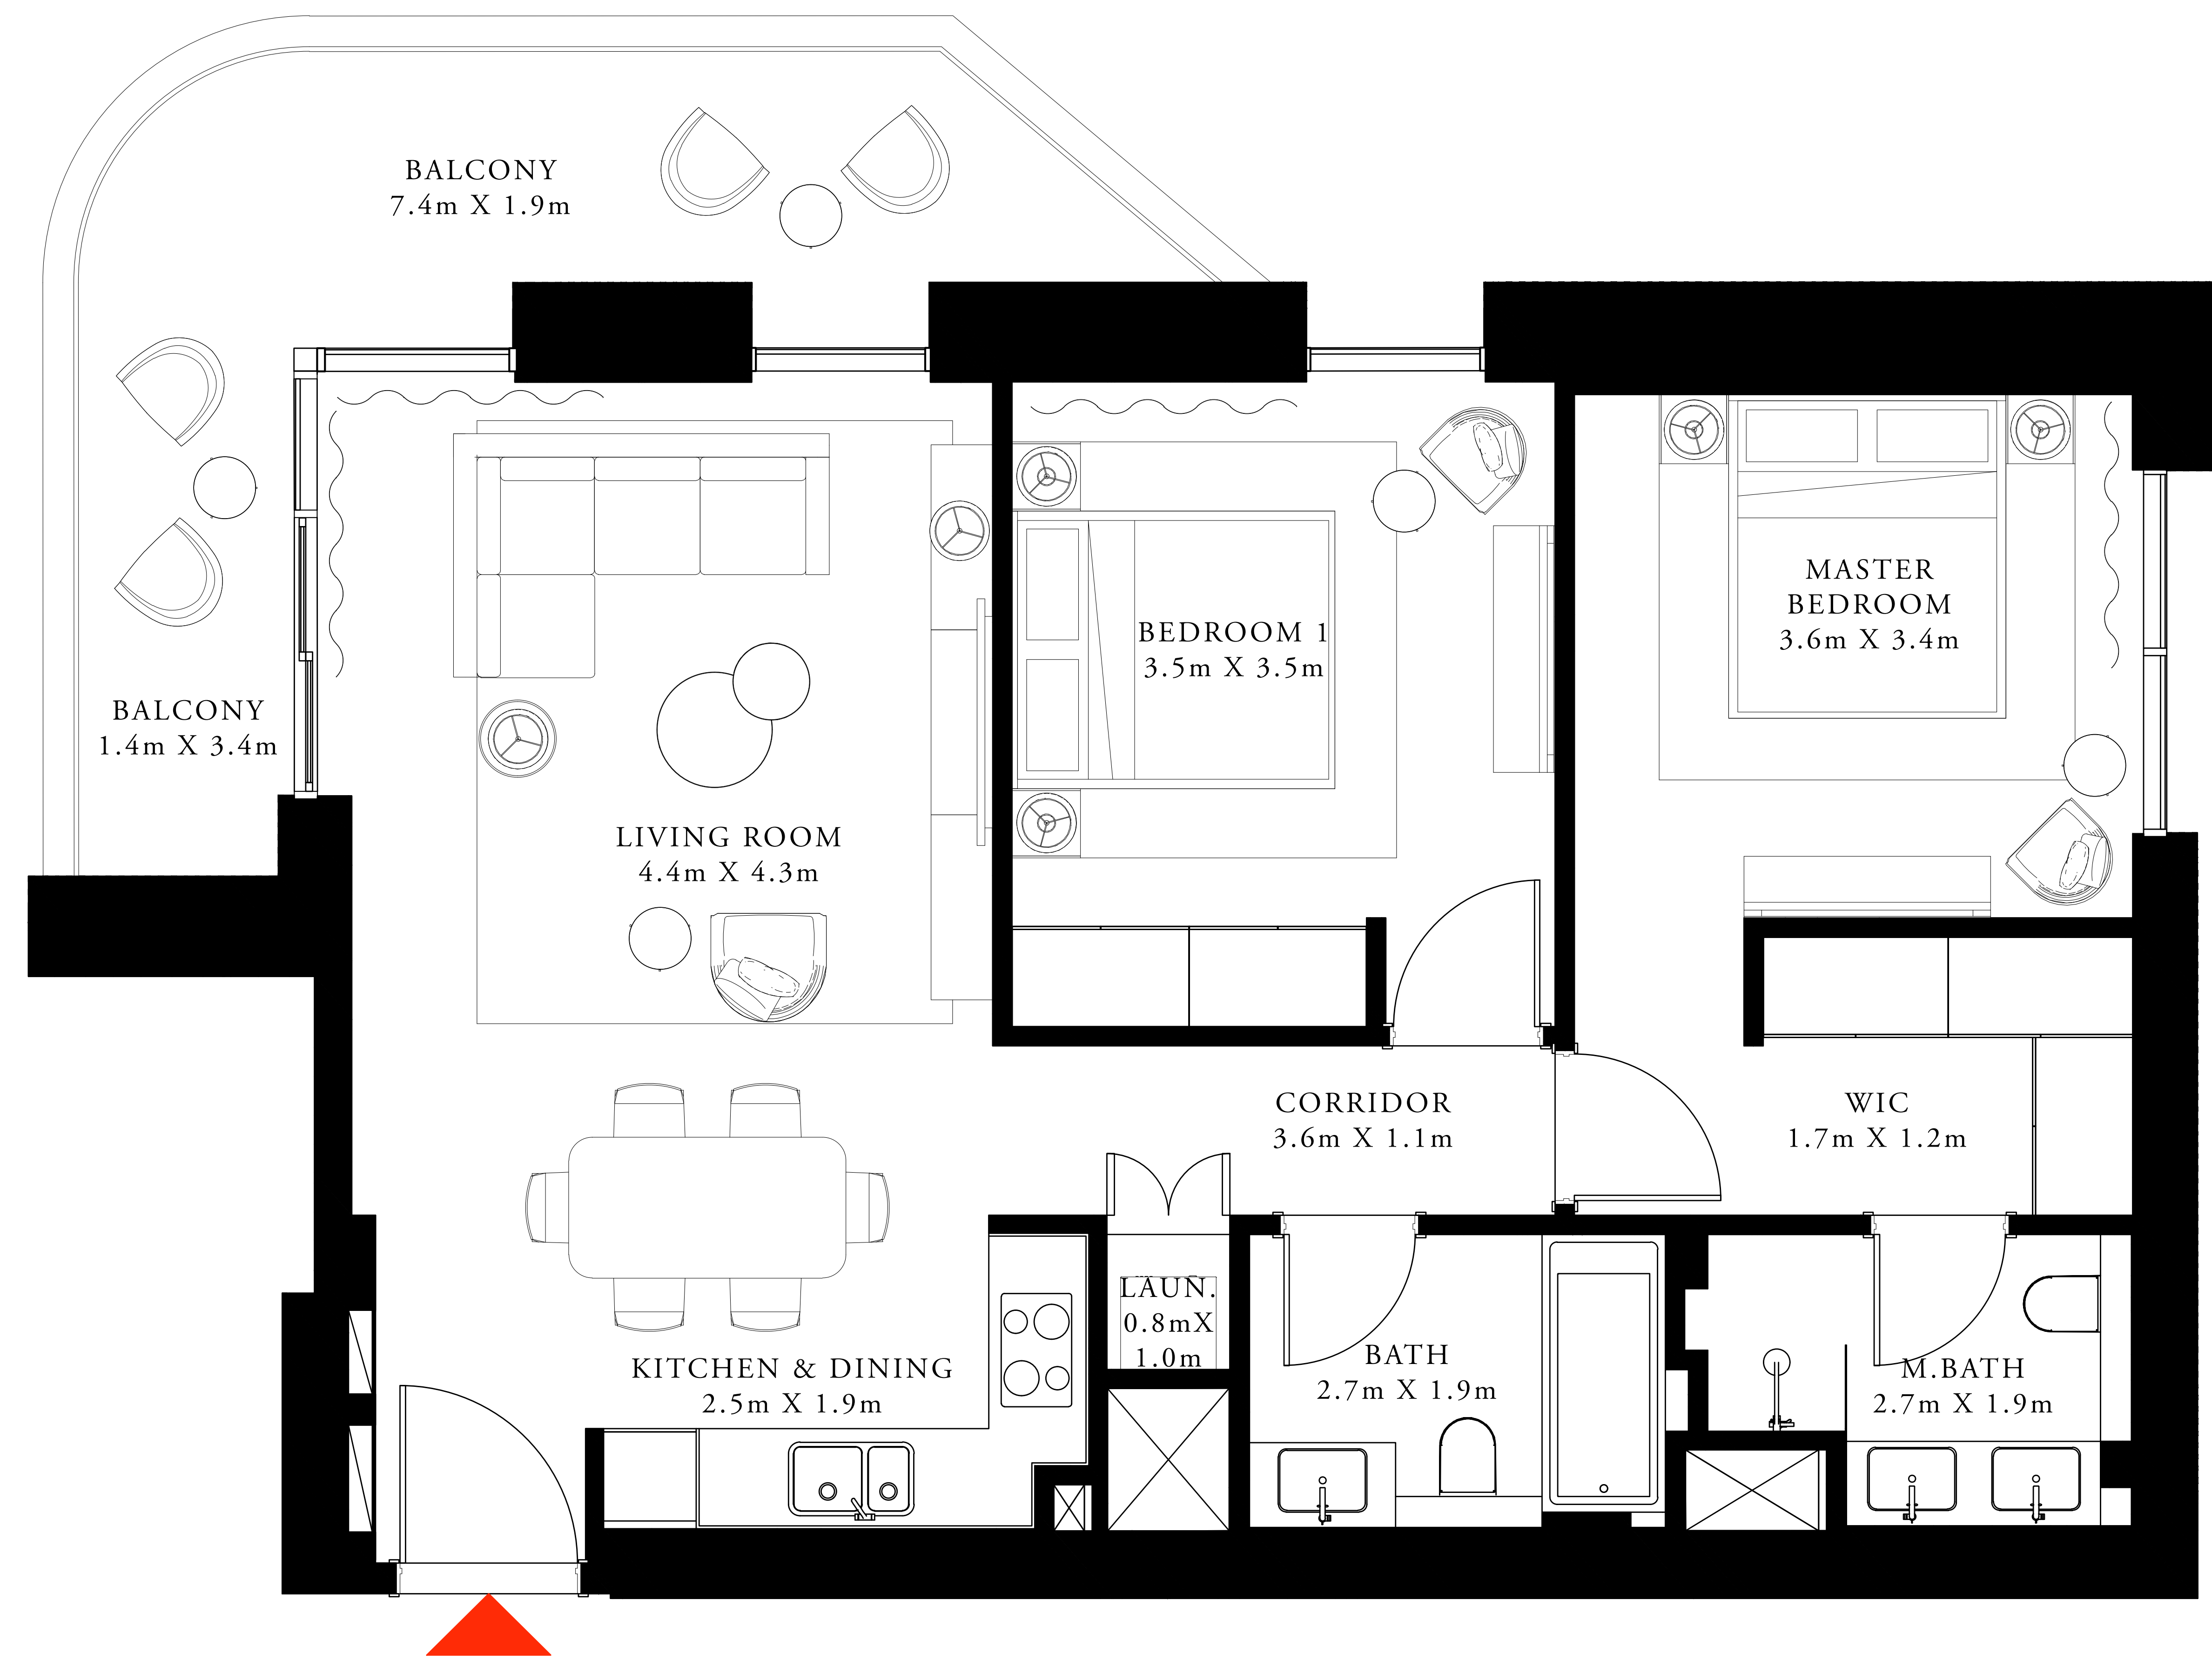 BALCONY
7.4m X 1.9m
BALCONY
1.4m X 3.4m
LIVING ROOM
4.4m X 4.3m
BEDROOM 1
3.5m X 3.5m
MASTER
BEDROOM
3.6m X 3.4m
CORRIDOR
3.6m X 1.1m
WIC
1.7m X 1.2m
KITCHEN & DINING
2.5m X 1.9m
LAUN.
0.8mX
1.0m
BATH
2.7m X 1.9m
M.BATH
2.7m X 1.9m